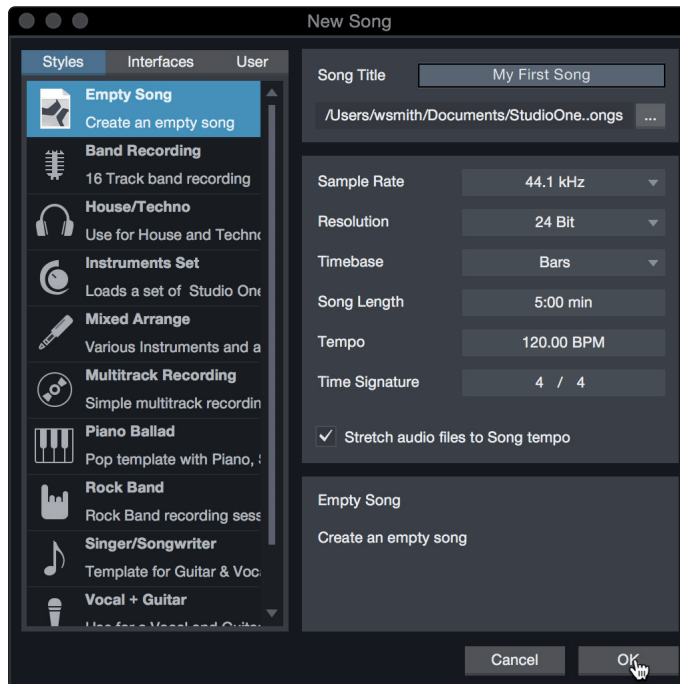 New Song
Styles Interfaces User
Empty Song
Create an empty song
Band Recording
16 Track band recording
House/Techno
Use for House and Techno
Instruments Set
Loads a set of Studio One
Mixed Arrange
Various Instruments and a
Multitrack Recording
Simple multitrack recordin
Piano Ballad
Pop template with Piano,
Rock Band
Rock Band recording sess
Singer/Songwriter
Template for Guitar & Voc
Vocal + Guitar
Song Title My First Song
/Users/wsmith/Documents/StudioOne..ongs ...
Sample Rate 44.1 kHz
Resolution 24 Bit
Timebase Bars
Song Length 5:00 min
Tempo 120.00 BPM
Time Signature 4 / 4
Stretch audio files to Song tempo
Empty Song
Create an empty song
Cancel OK